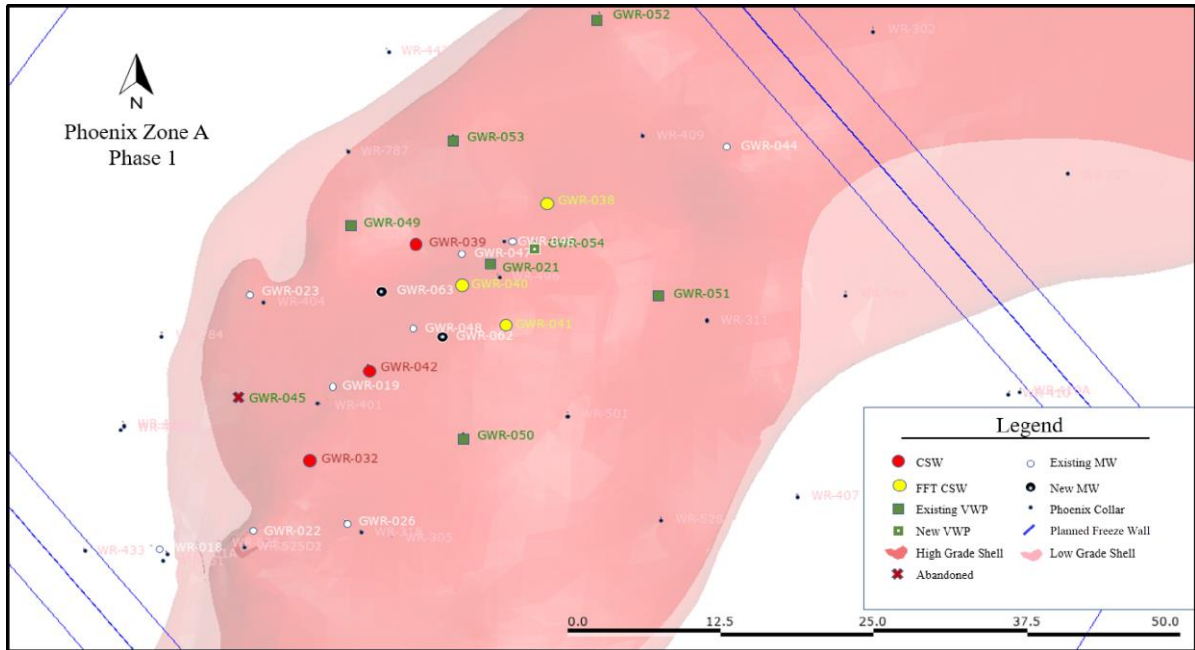 GWR-052
WR-302
N
Phoenix Zone A
Phase 1
GWR-053
WR-409
GWR-044
WR-787
GWR-038
GWR-049
GWR-039
GWR-054
GWR-047
GWR-021
GWR-040
GWR-063
GWR-051
GWR-023
WR-404
GWR-041
WR-311
GWR-048
GWR-062
GWR-042
GWR-019
GWR-045
WR-401
WR-501
GWR-050
GWR-032
WR-407
GWR-026
GWR-022
WR-305
WR-433
WR-018
WR-525D2
Legend
CSW
Existing MW
FFT CSW
New MW
Existing VWP
Phoenix Collar
New VWP
Planned Freeze Wall
High Grade Shell
Low Grade Shell
Abandoned
0.0 12.5 25.0 37.5 50.0